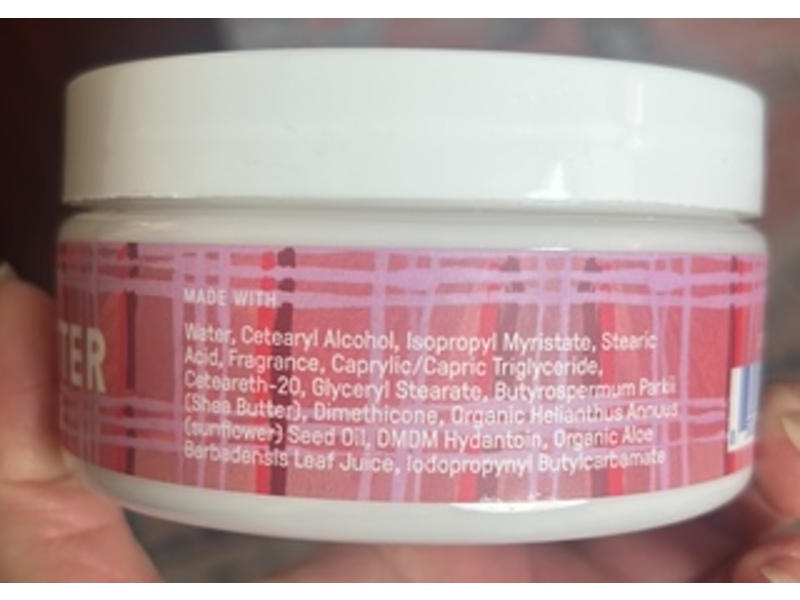 TER
MADE WITH
Water, Cetearyl Alcohol, Isopropyl Myristate, Stearic
Acid, Fragrance, Caprylic/Capric Triglyceride,
Ceteareth-20, Glyceryl Stearate, Butyrospermum Parkii
(Shea Butter), Dimethicone, Organic Helianthus Annuus
(sunflower) Seed Oil, DMDM Hydantoin, Organic Aloe
Barbadensis Leaf Juice, Iodopropynyl Butylcarbamate